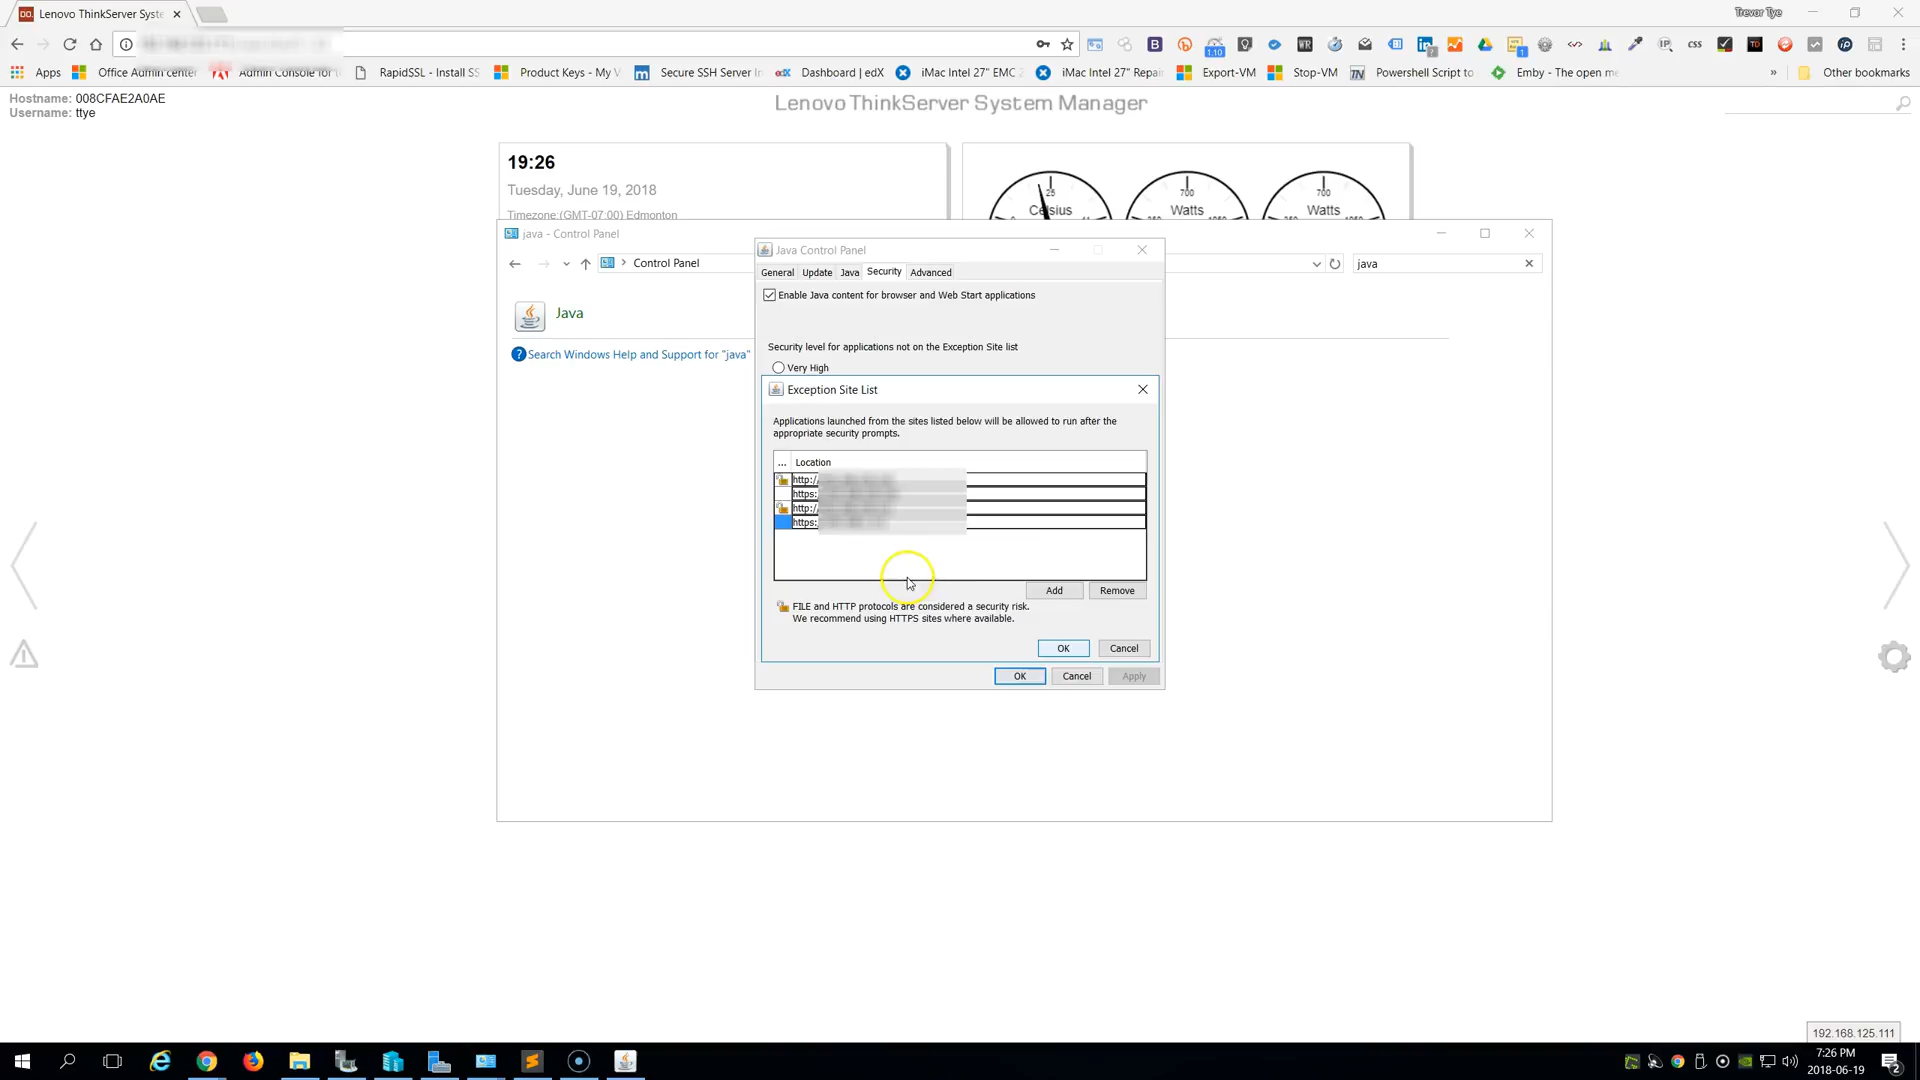 Lenovo ThinkServer Syste
Trevor Tye
Apps
Office Admin center
Admin Console for t
RapidSSL - Install SS
Product Keys - My V
Secure SSH Server i
edX
Dashboard | edX
iMac Intel 27" EMC 2
iMac Intel 27" Repai
Export-VM
Stop-VM
TN
Powershell Script to
Emby - The open me
»
Other bookmarks
Hostname: 008CFAE2A0AE
Username: ttye
Lenovo ThinkServer System Manager
19:26
Tuesday, June 19, 2018
Timezone:(GMT-07:00) Edmonton
25
Celsius
700
Watts
700
Watts
java - Control Panel
Control Panel
java
Java
Search Windows Help and Support for "java"
Java Control Panel
General
Update
Java
Security
Advanced
Enable Java content for browser and Web Start applications
Security level for applications not on the Exception Site list
Very High
Exception Site List
Applications launched from the sites listed below will be allowed to run after the
appropriate security prompts.
...
Location
http:/
https:
http:/
https:
Add
Remove
FILE and HTTP protocols are considered a security risk.
We recommend using HTTPS sites where available.
OK
Cancel
OK
Cancel
Apply
192.168.125.111
7:26 PM
2018-06-19